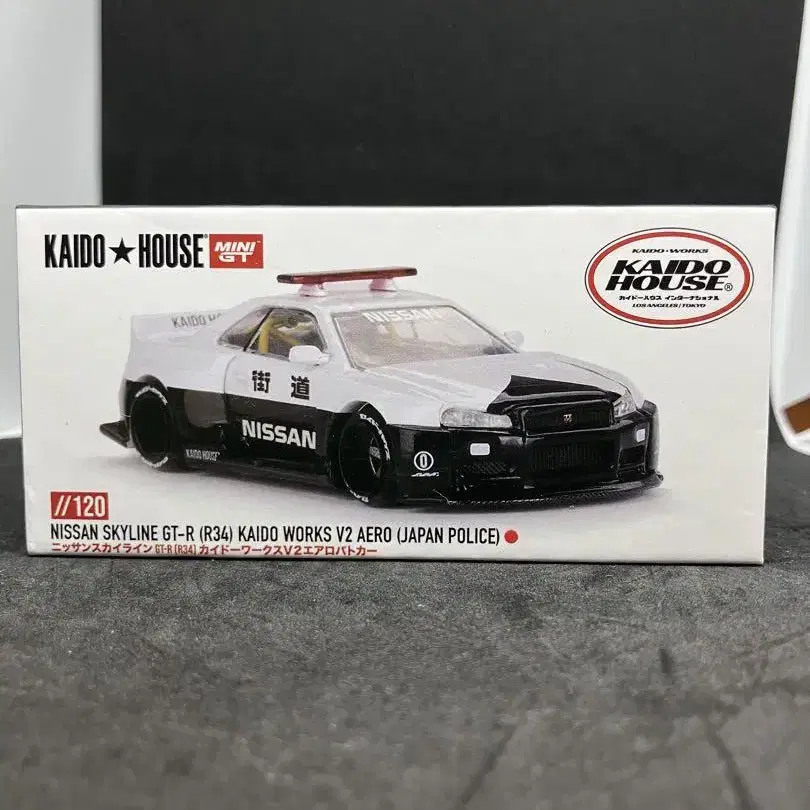 KAIDO★HOUSE® MINI GT
KAIDO★WORKS
KAIDO
HOUSE®
カイドーハウス インターナショナル
LOS ANGELES/TOKYO
NISSAN
街道
NISSAN
KAIDO HOUSE
//120
NISSAN SKYLINE GT-R (R34) KAIDO WORKS V2 AERO (JAPAN POLICE)
ニッサンスカイライン GT-R (R34) カイドーワークスV2エアロパトカー